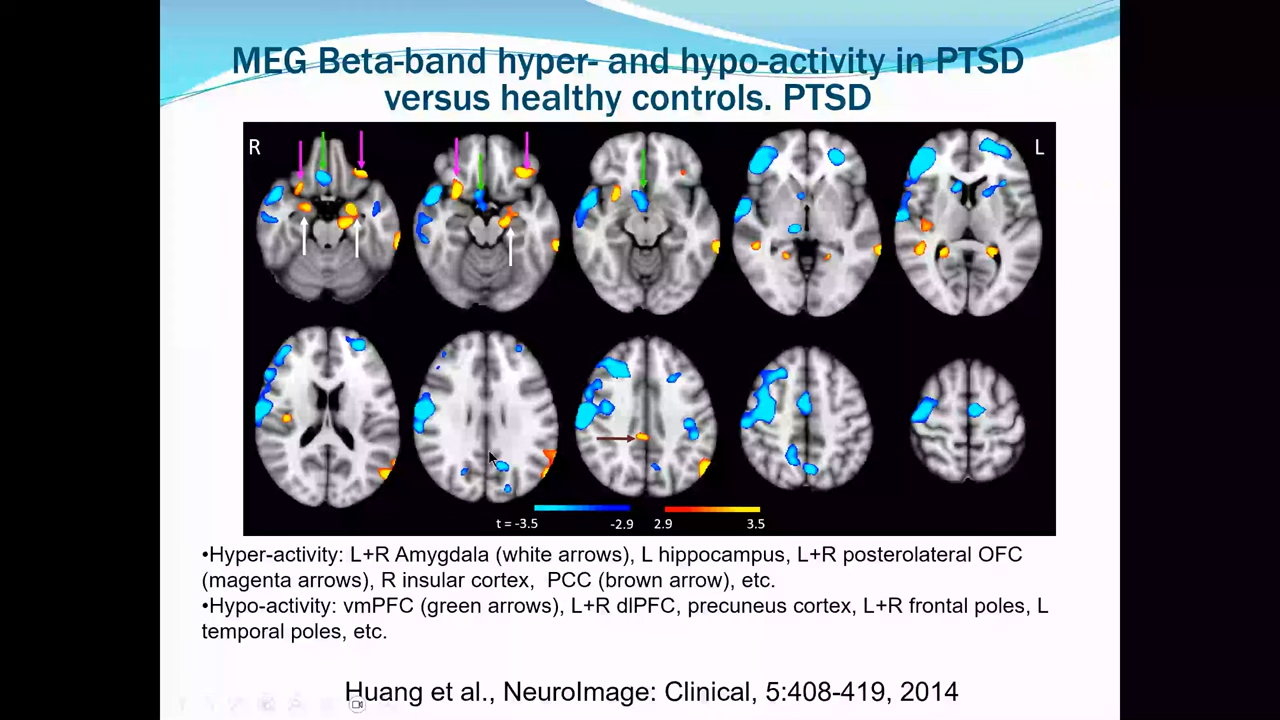 MEG Beta-band hyper- and hypo-activity in PTSD
versus healthy controls. PTSD
R
L
t = -3.5
-2.9
2.9
3.5
•Hyper-activity: L+R Amygdala (white arrows), L hippocampus, L+R posterolateral OFC
(magenta arrows), R insular cortex,  PCC (brown arrow), etc.
•Hypo-activity: vmPFC (green arrows), L+R dlPFC, precuneus cortex, L+R frontal poles, L
temporal poles, etc.
Huang et al., NeuroImage: Clinical, 5:408-419, 2014